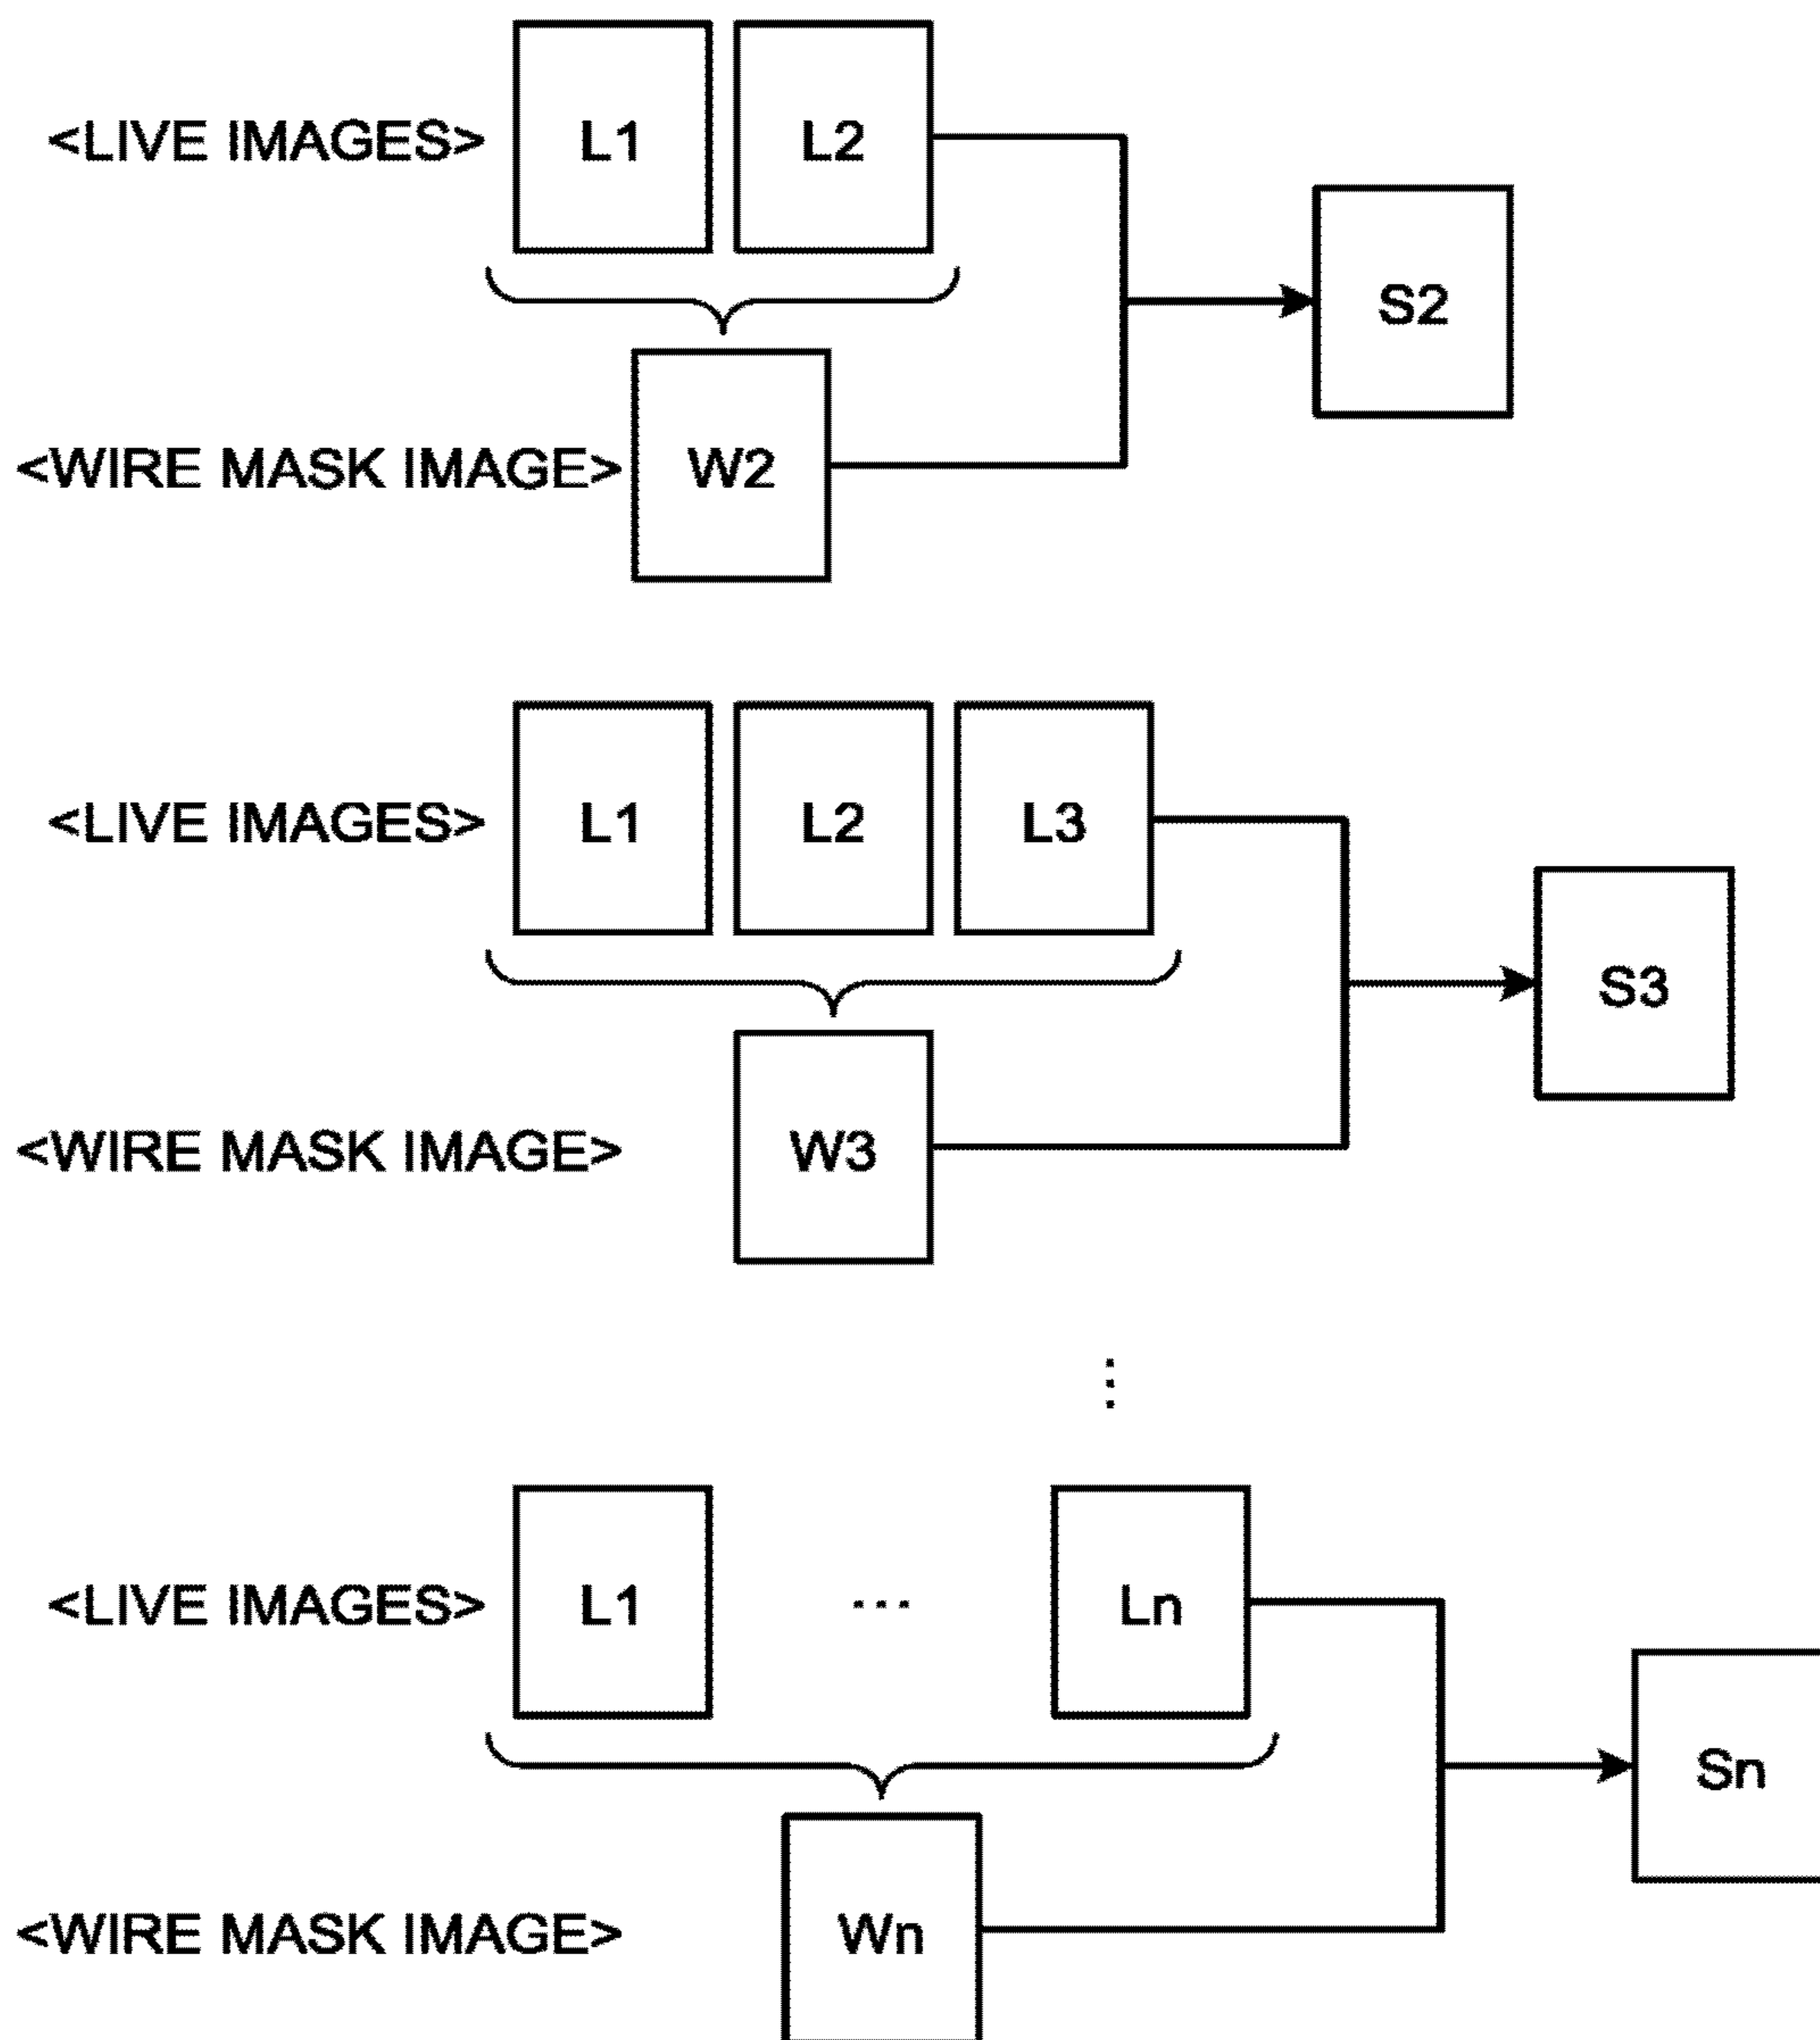 <LIVE IMAGES> L1 L2
S2
<WIRE MASK IMAGE> W2
<LIVE IMAGES> L1 L2 L3
S3
<WIRE MASK IMAGE> W3
⋮
<LIVE IMAGES> L1 ... Ln
Sn
<WIRE MASK IMAGE> Wn